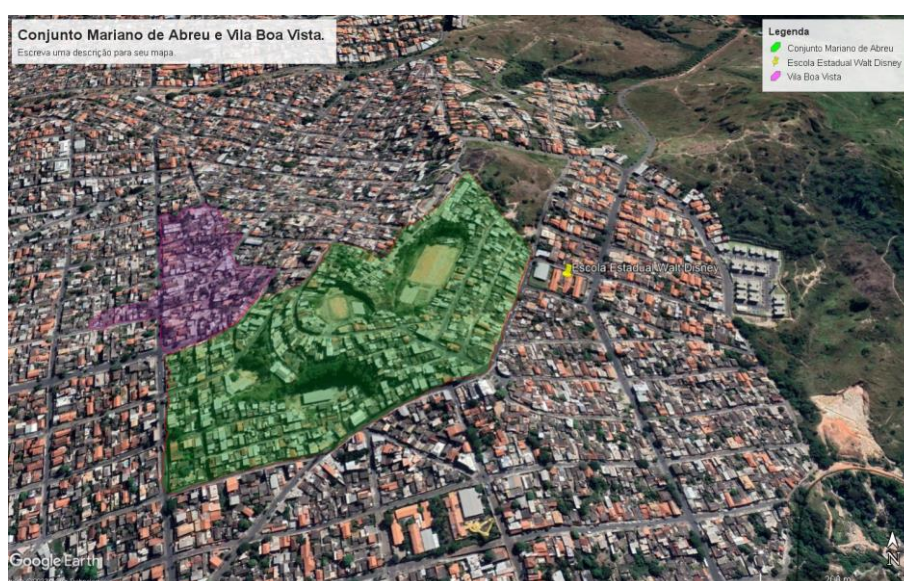 Conjunto Mariano de Abreu e Vila Boa Vista.
Escreva uma descrição para seu mapa.
Legenda
Conjunto Mariano de Abreu
Escola Estadual Walt Disney
Vila Boa Vista
Escola Estadual Walt Disney
Google Earth
N